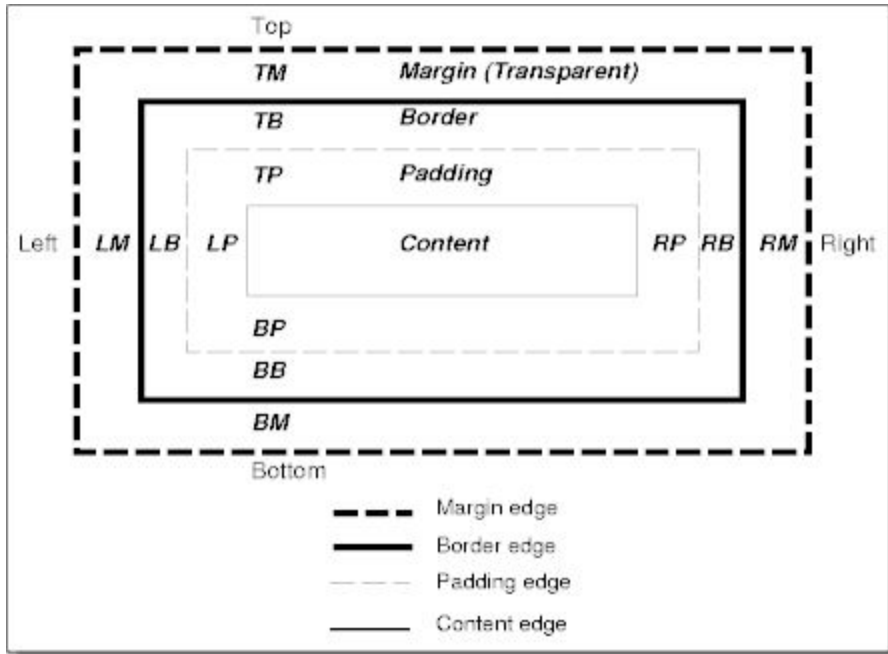 Top
TM Margin (Transparent)
TB Border
TP Padding
Left LM LB LP Content RP RB RM Right
BP
BB
BM
Bottom
Margin edge
Border edge
Padding edge
Content edge